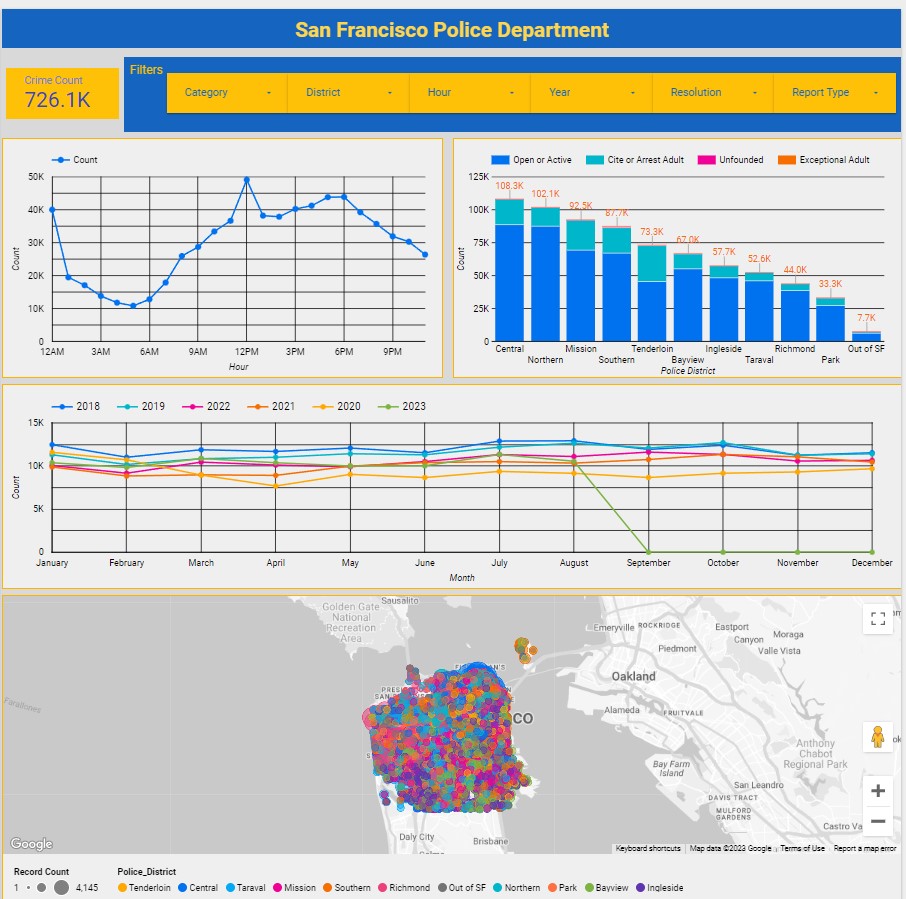 San Francisco Police Department
Crime Count
726.1K
Filters
Category
District
Hour
Year
Resolution
Report Type
Count
50K
40K
30K
20K
10K
0
Count
12AM 3AM 6AM 9AM 12PM 3PM 6PM 9PM
Hour
Open or Active Cite or Arrest Adult Unfounded Exceptional Adult
125K
100K
75K
50K
25K
0
Count
108.3K 102.1K 92.5K 87.7K 73.3K 67.0K 57.7K 52.6K 44.0K 33.3K 7.7K
Central Mission Tenderloin Ingleside Richmond Out of SF
Northern Southern Bayview Taraval Park
Police District
2018 2019 2022 2021 2020 2023
15K
10K
5K
0
Count
January February March April May June July August September October November December
Month
Sausalito
Golden Gate
National
Recreation
Area
Emeryville ROCKRIDGE Eastport
Canyon Moraga
Piedmont Valle Vista
Oakland
Farallones
Alameda FRUITVALE
CO
Anthony
Chabot
Regional Park
Bay Farm
Island
San Leandro
DAVIS TRACT
MULFORD
GARDENS
Daly City Brisbane Castro Va
Google
Keyboard shortcuts Map data ©2023 Google Terms of Use Report a map error
Record Count
1 4,145
Police_District
Tenderloin Central Taraval Mission Southern Richmond Out of SF Northern Park Bayview Ingleside